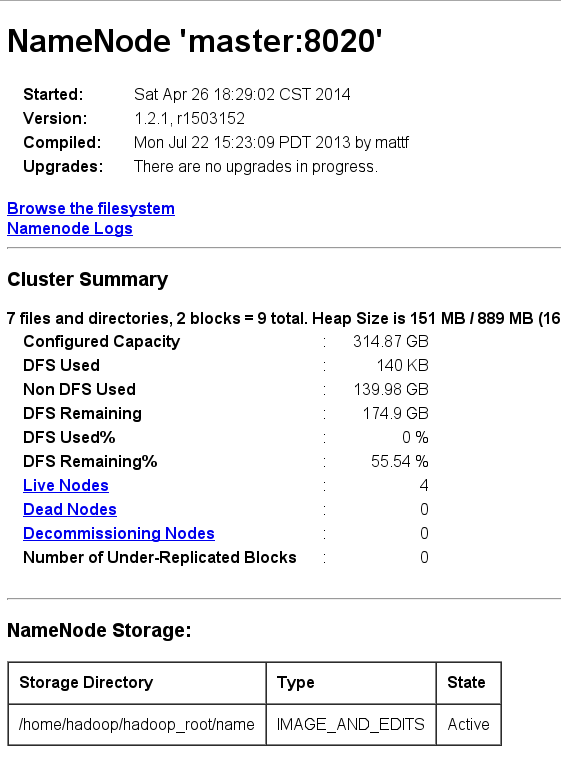 NameNode 'master:8020'
Started: Sat Apr 26 18:29:02 CST 2014
Version: 1.2.1, r1503152
Compiled: Mon Jul 22 15:23:09 PDT 2013 by mattf
Upgrades: There are no upgrades in progress.
Browse the filesystem
Namenode Logs
Cluster Summary
7 files and directories, 2 blocks = 9 total. Heap Size is 151 MB / 889 MB (16
Configured Capacity : 314.87 GB
DFS Used : 140 KB
Non DFS Used : 139.98 GB
DFS Remaining : 174.9 GB
DFS Used% : 0 %
DFS Remaining% : 55.54 %
Live Nodes : 4
Dead Nodes : 0
Decommissioning Nodes : 0
Number of Under-Replicated Blocks : 0
NameNode Storage:
Storage Directory Type State
/home/hadoop/hadoop_root/name IMAGE_AND_EDITS Active